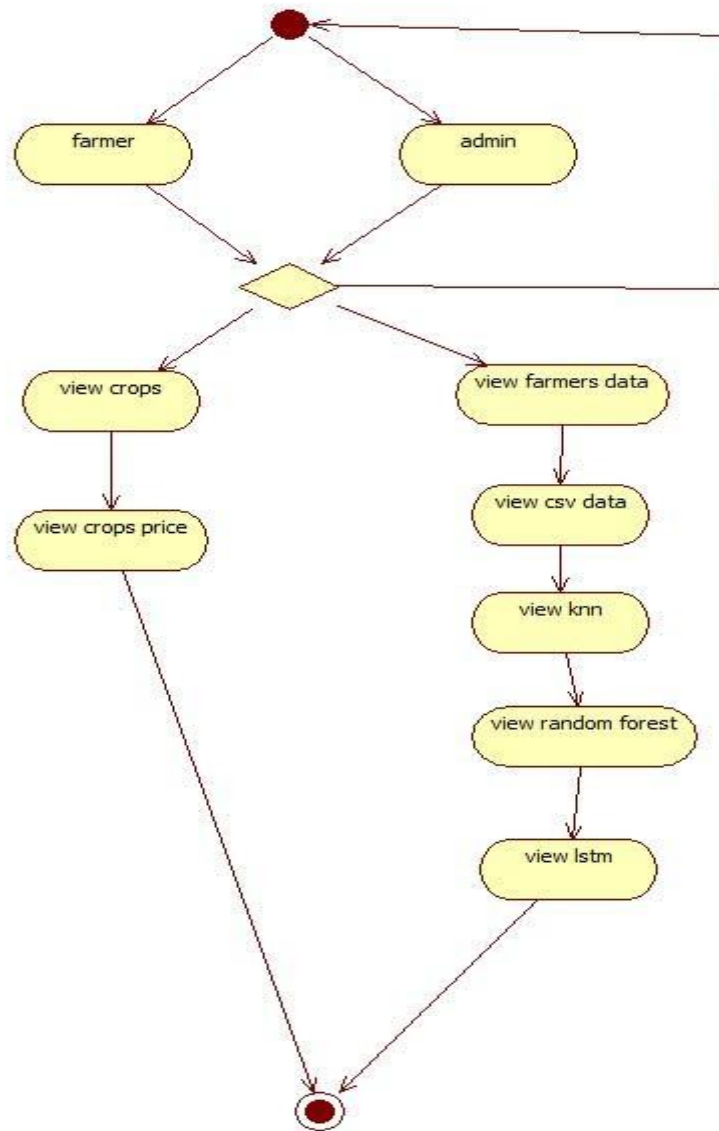 farmer
admin
view crops
view farmers data
view crops price
view csv data
view knn
view random forest
view lstm